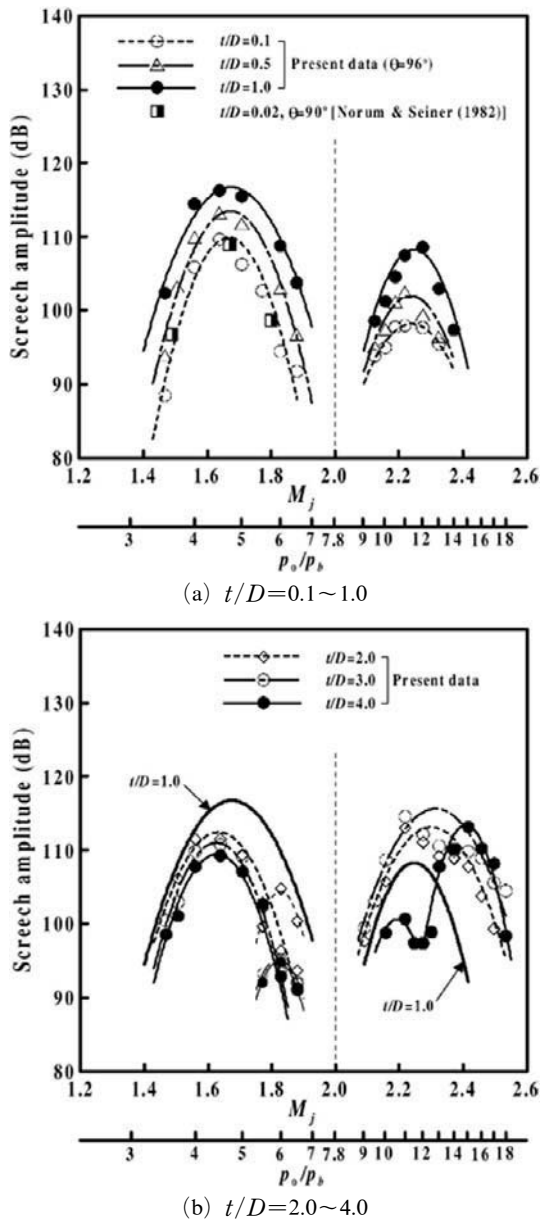 140
130
120
110
100
90
80
Screech amplitude (dB)
t/D=0.1
t/D=0.5
t/D=1.0
Present data (Θ=96°)
t/D=0.02, Θ=90° [Norum & Seiner (1982)]
1.2 1.4 1.6 1.8 2.0 2.2 2.4 2.6
M_j
3 4 5 6 7 7.8 9 10 12 14 16 18
p_o/p_b
(a) t/D=0.1~1.0
140
130
120
110
100
90
80
Screech amplitude (dB)
t/D=2.0
t/D=3.0
t/D=4.0
Present data
t/D=1.0
t/D=1.0
1.2 1.4 1.6 1.8 2.0 2.2 2.4 2.6
M_j
3 4 5 6 7 7.8 9 10 12 14 16 18
p_o/p_b
(b) t/D=2.0~4.0